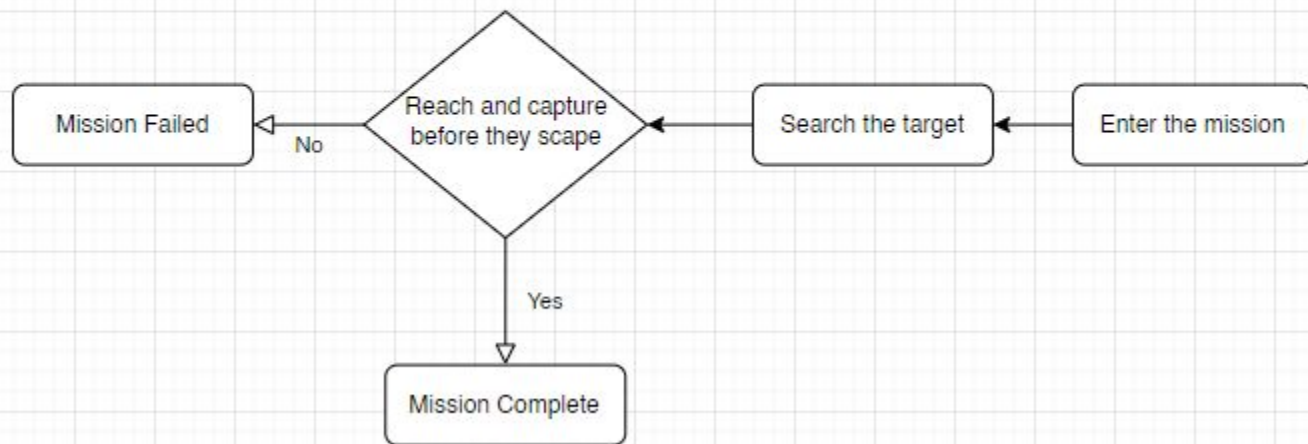 Mission Failed
No
Reach and capture
before they scape
Search the target
Enter the mission
Yes
Mission Complete